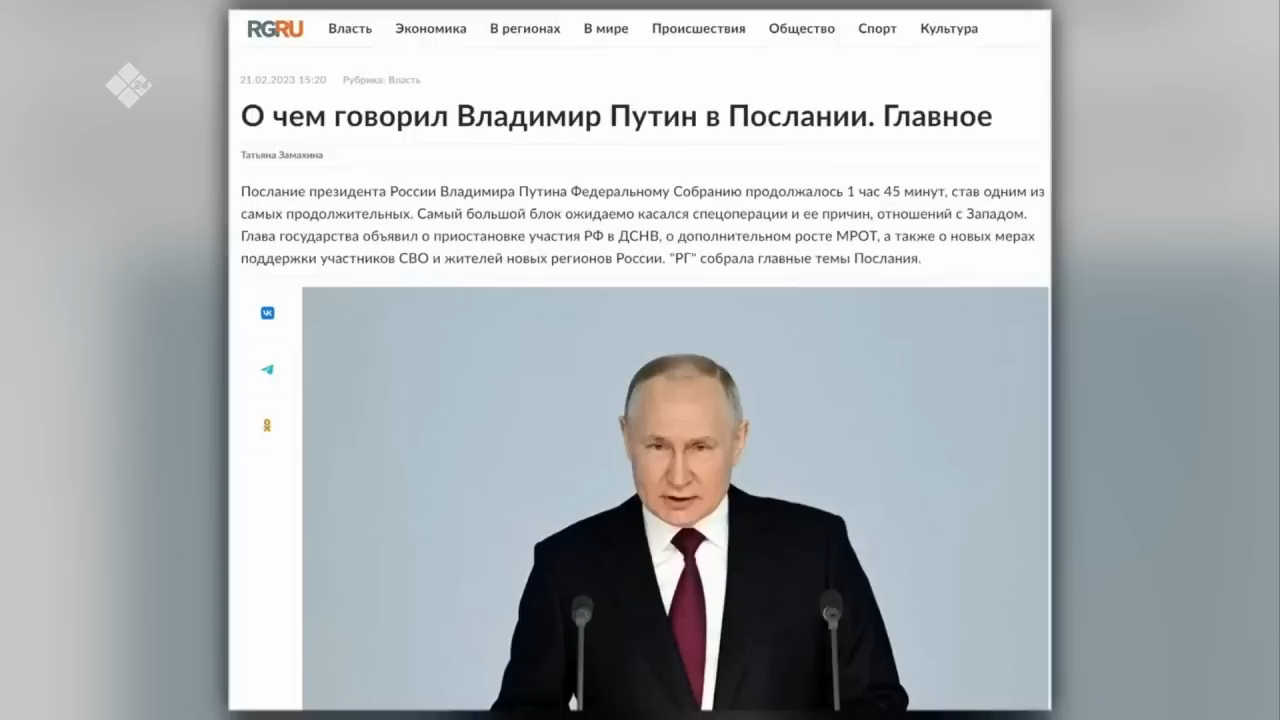 RGRU Власть Экономика В регионах В мире Происшествия Общество Спорт Культура
24
21.02.2023 15:20 Рубрика: Власть
О чем говорил Владимир Путин в Послании. Главное
Татьяна Замахина
Послание президента России Владимира Путина Федеральному Собранию продолжалось 1 час 45 минут, став одним из
самых продолжительных. Самый большой блок ожидаемо касался спецоперации и ее причин, отношений с Западом.
Глава государства объявил о приостановке участия РФ в ДСНВ, о дополнительном росте МРОТ, а также о новых мерах
поддержки участников СВО и жителей новых регионов России. "РГ" собрала главные темы Послания.